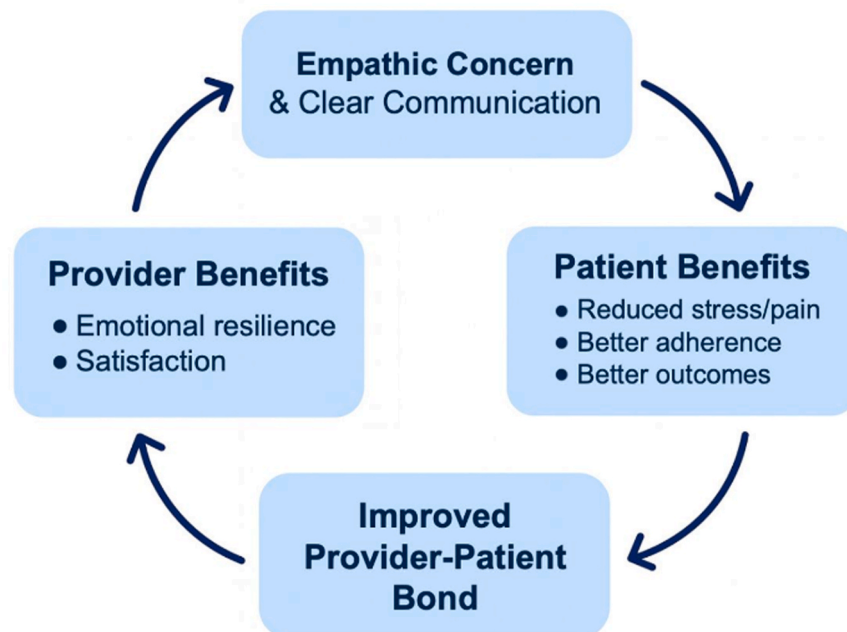 Empathic Concern
& Clear Communication
Patient Benefits
● Reduced stress/pain
● Better adherence
● Better outcomes
Improved
Provider-Patient
Bond
Provider Benefits
● Emotional resilience
● Satisfaction